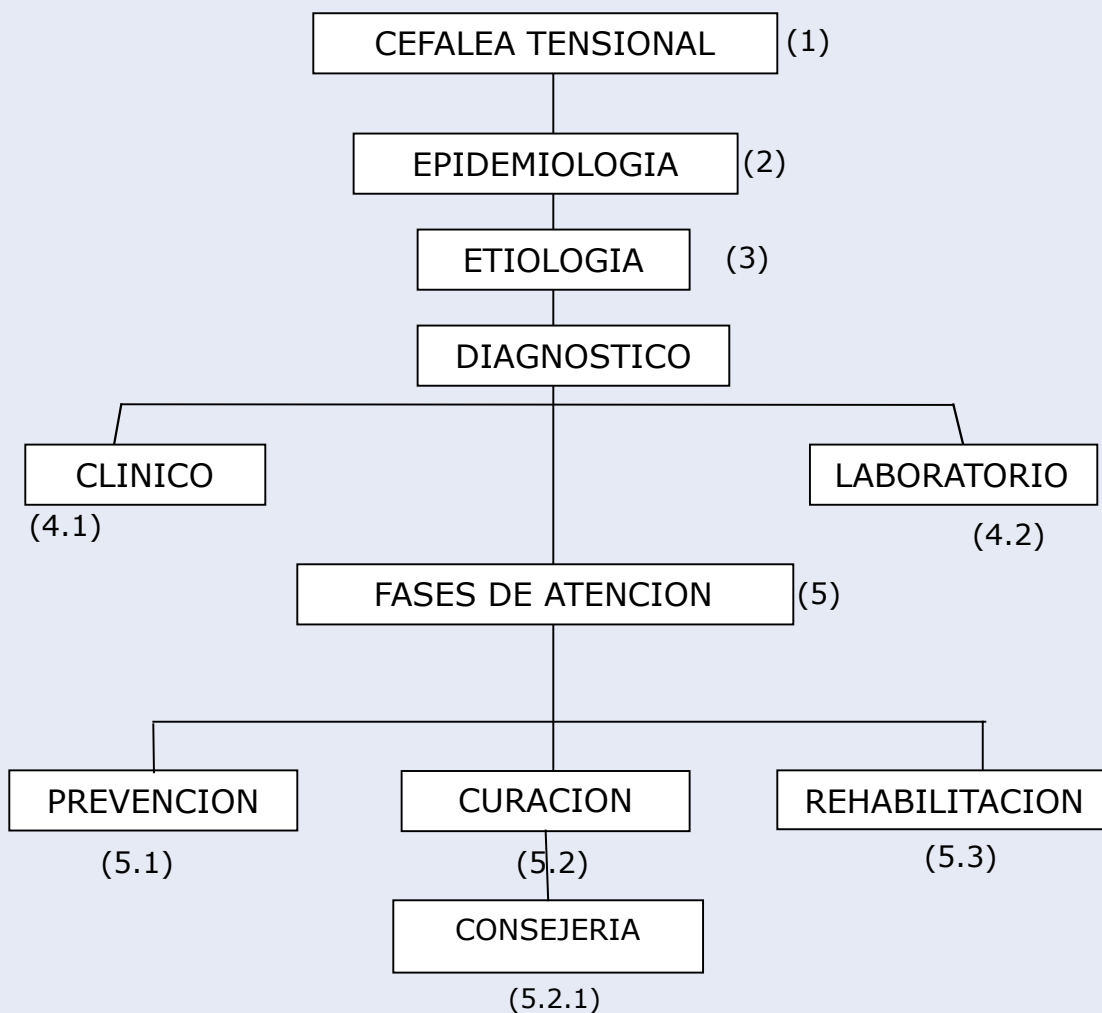 CEFALEA TENSIONAL (1)
EPIDEMIOLOGIA (2)
ETIOLOGIA (3)
DIAGNOSTICO
CLINICO LABORATORIO
(4.1) (4.2)
FASES DE ATENCION (5)
PREVENCION CURACION REHABILITACION
(5.1) (5.2) (5.3)
CONSEJERIA
(5.2.1)